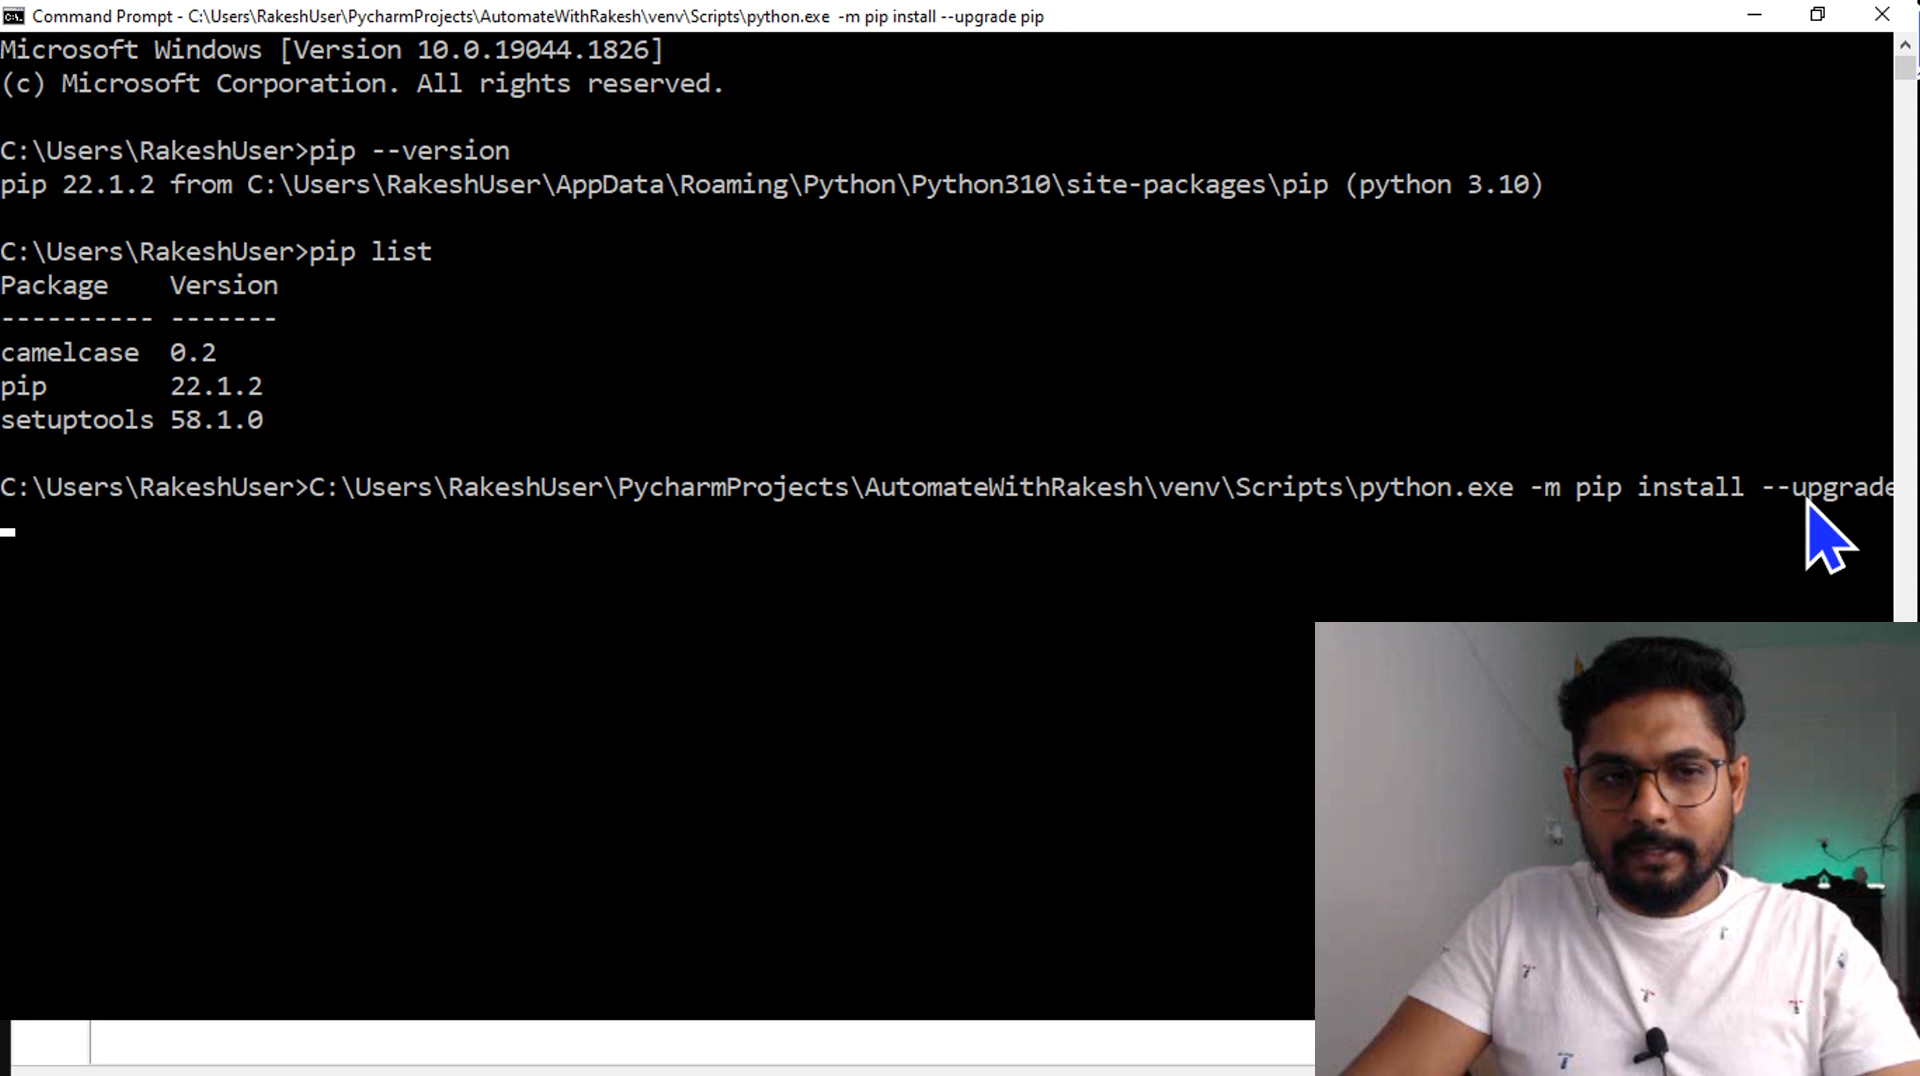 Command Prompt - C:\Users\RakeshUser\PycharmProjects\AutomateWithRakesh\venv\Scripts\python.exe  -m pip install --upgrade pip
Microsoft Windows [Version 10.0.19044.1826]
(c) Microsoft Corporation. All rights reserved.
C:\Users\RakeshUser>pip --version
pip 22.1.2 from C:\Users\RakeshUser\AppData\Roaming\Python\Python310\site-packages\pip (python 3.10)
C:\Users\RakeshUser>pip list
Package    Version
---------- -------
camelcase  0.2
pip        22.1.2
setuptools 58.1.0
C:\Users\RakeshUser>C:\Users\RakeshUser\PycharmProjects\AutomateWithRakesh\venv\Scripts\python.exe -m pip install --upgrade